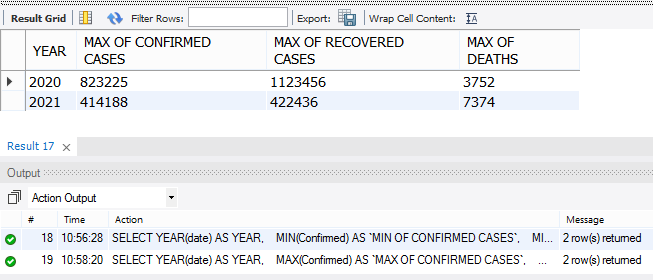 Result Grid Filter Rows: Export: Wrap Cell Content:
YEAR MAX OF CONFIRMED CASES MAX OF RECOVERED CASES MAX OF DEATHS
2020 823225 1123456 3752
2021 414188 422436 7374
Result 17
Output
Action Output
# Time Action Message
18 10:56:28 SELECT YEAR(date) AS YEAR, MIN(Confirmed) AS `MIN OF CONFIRMED CASES`, MI... 2 row(s) returned
19 10:58:20 SELECT YEAR(date) AS YEAR, MAX(Confirmed) AS `MAX OF CONFIRMED CASES`, ... 2 row(s) returned